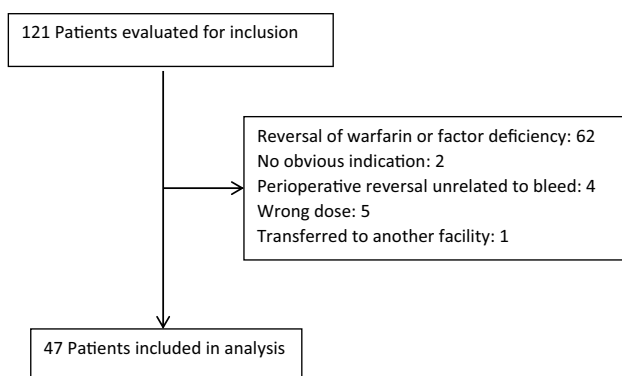 121 Patients evaluated for inclusion
Reversal of warfarin or factor deficiency: 62
No obvious indication: 2
Perioperative reversal unrelated to bleed: 4
Wrong dose: 5
Transferred to another facility: 1
47 Patients included in analysis